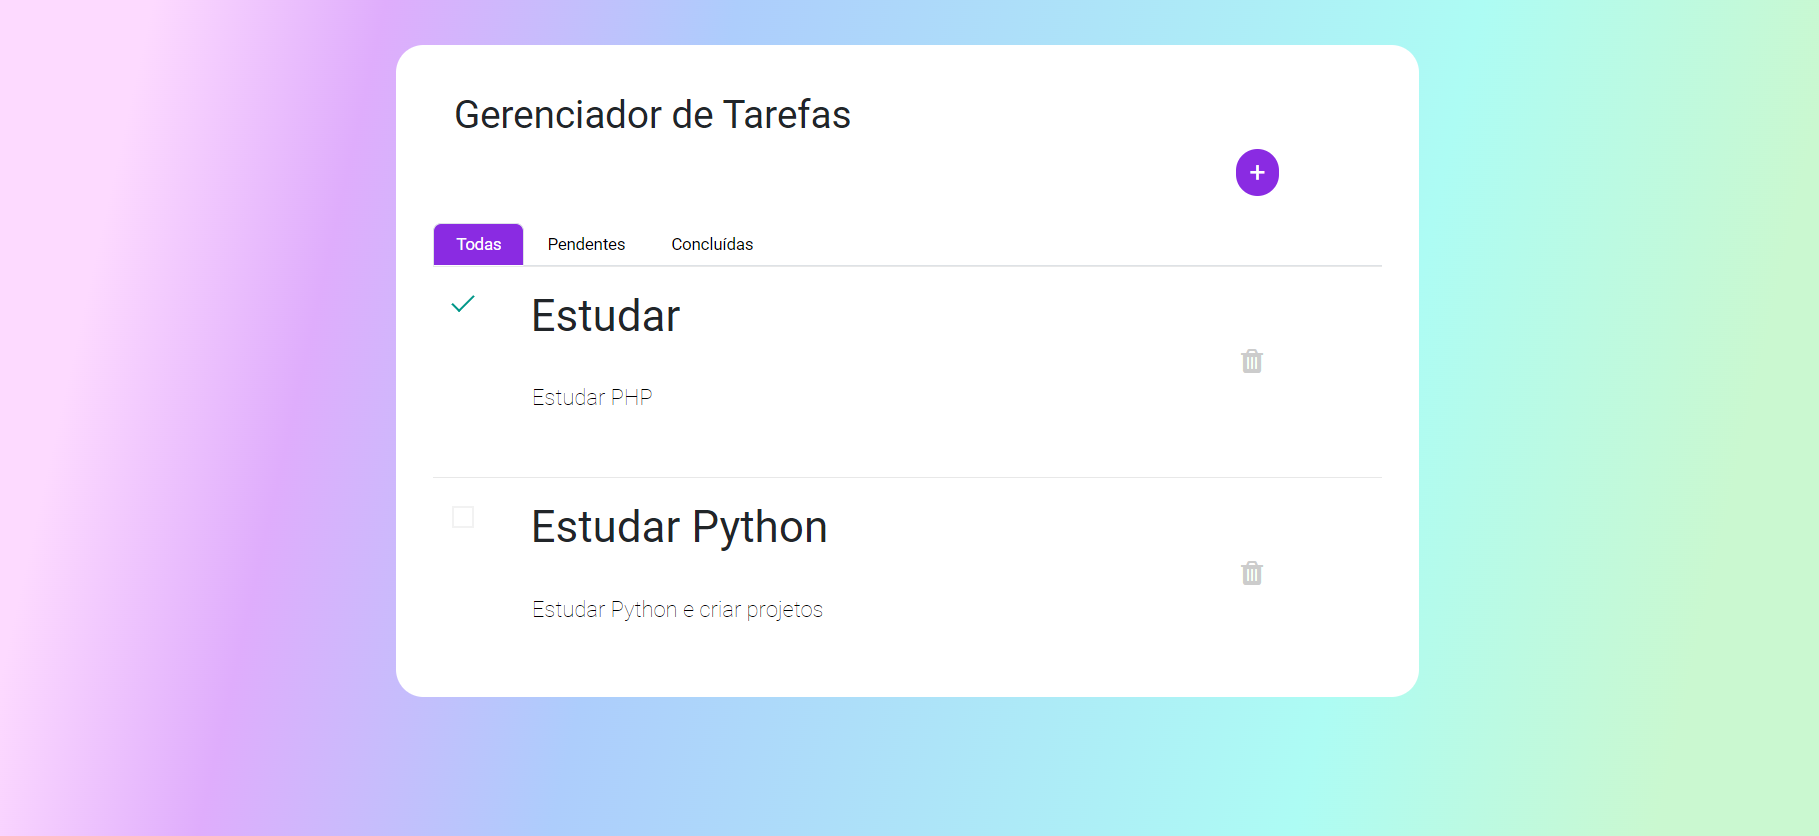 Gerenciador de Tarefas
+
Todas Pendentes Concluídas
Estudar
Estudar PHP
Estudar Python
Estudar Python e criar projetos